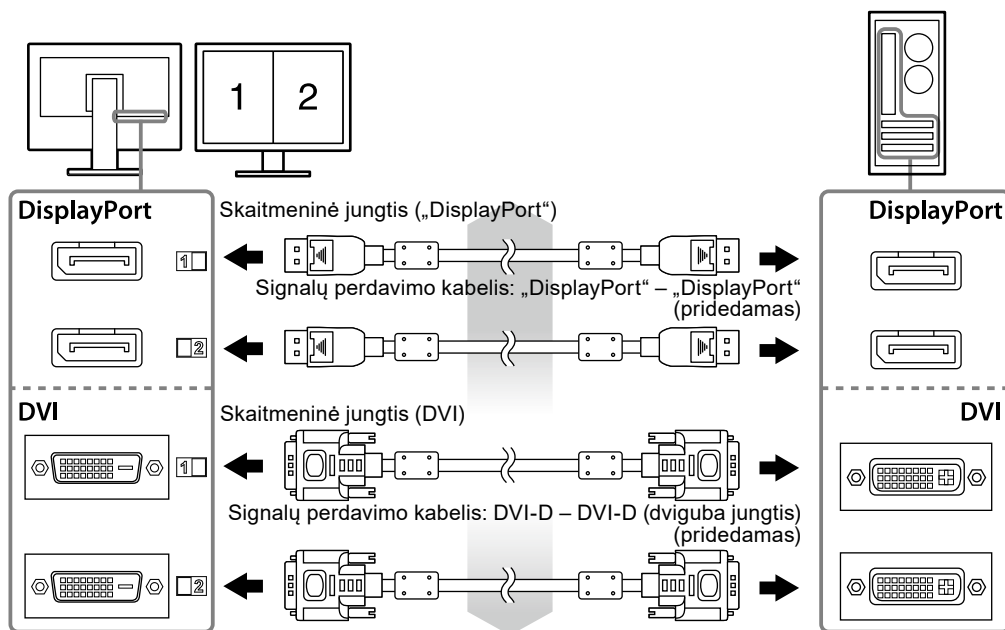 1 2
DisplayPort
Skaitmeninė jungtis („DisplayPort“)
DisplayPort
1
Signalų perdavimo kabelis: „DisplayPort“ – „DisplayPort“
(pridedamas)
2
DVI
Skaitmeninė jungtis (DVI)
DVI
1
Signalų perdavimo kabelis: DVI-D – DVI-D (dviguba jungtis)
(pridedamas)
2